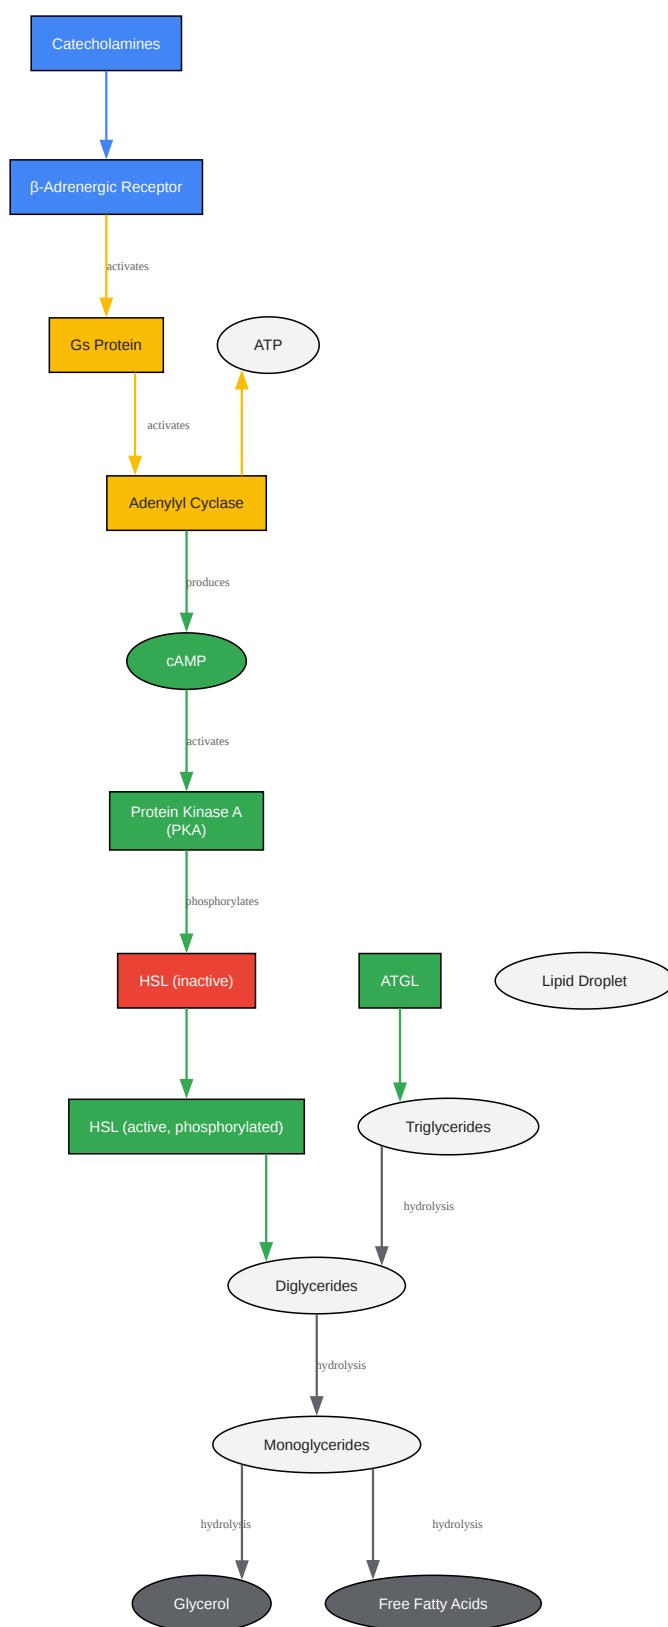 Catecholamines
β-Adrenergic Receptor
activates
Gs Protein
ATP
activates
Adenylyl Cyclase
produces
cAMP
activates
Protein Kinase A
(PKA)
phosphorylates
HSL (inactive)
ATGL
Lipid Droplet
HSL (active, phosphorylated)
Triglycerides
hydrolysis
Diglycerides
hydrolysis
Monoglycerides
hydrolysis
hydrolysis
Glycerol
Free Fatty Acids